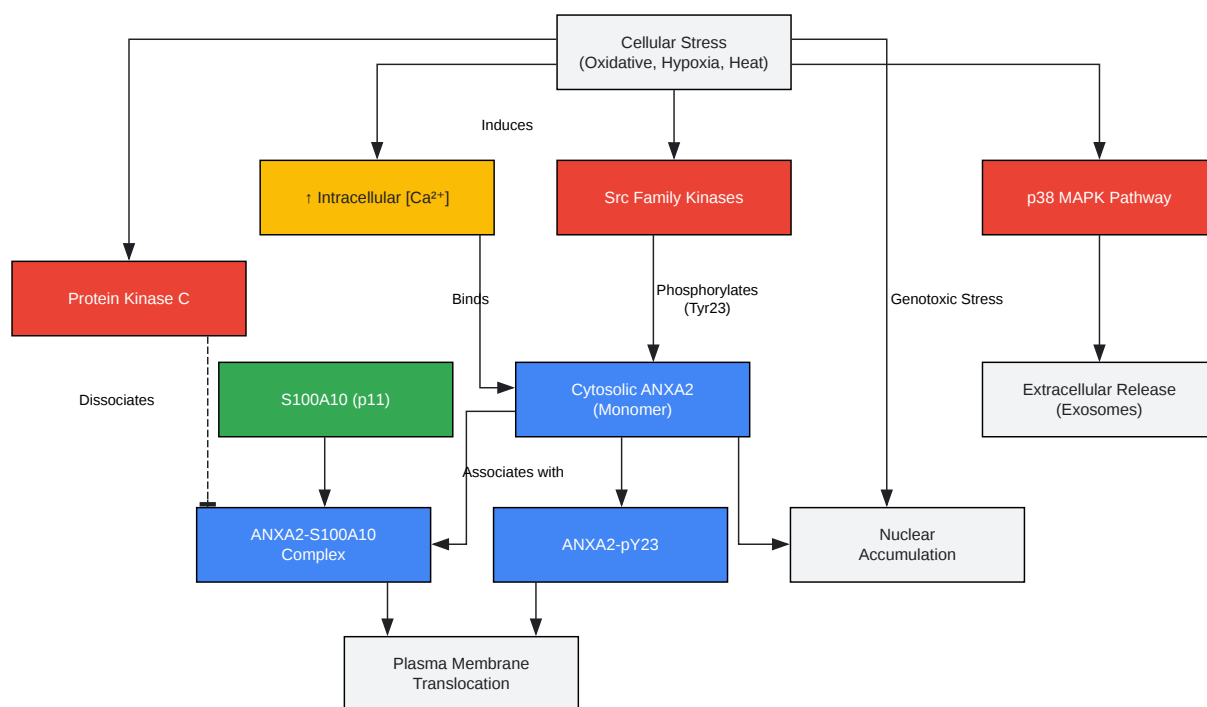 Cellular Stress
(Oxidative, Hypoxia, Heat)
Induces
↑ Intracellular [Ca²⁺]
Src Family Kinases
p38 MAPK Pathway
Protein Kinase C
Binds
Phosphorylates
(Tyr23)
Genotoxic Stress
Dissociates
S100A10 (p11)
Cytosolic ANXA2
(Monomer)
Extracellular Release
(Exosomes)
Associates with
ANXA2-S100A10
Complex
ANXA2-pY23
Nuclear
Accumulation
Plasma Membrane
Translocation